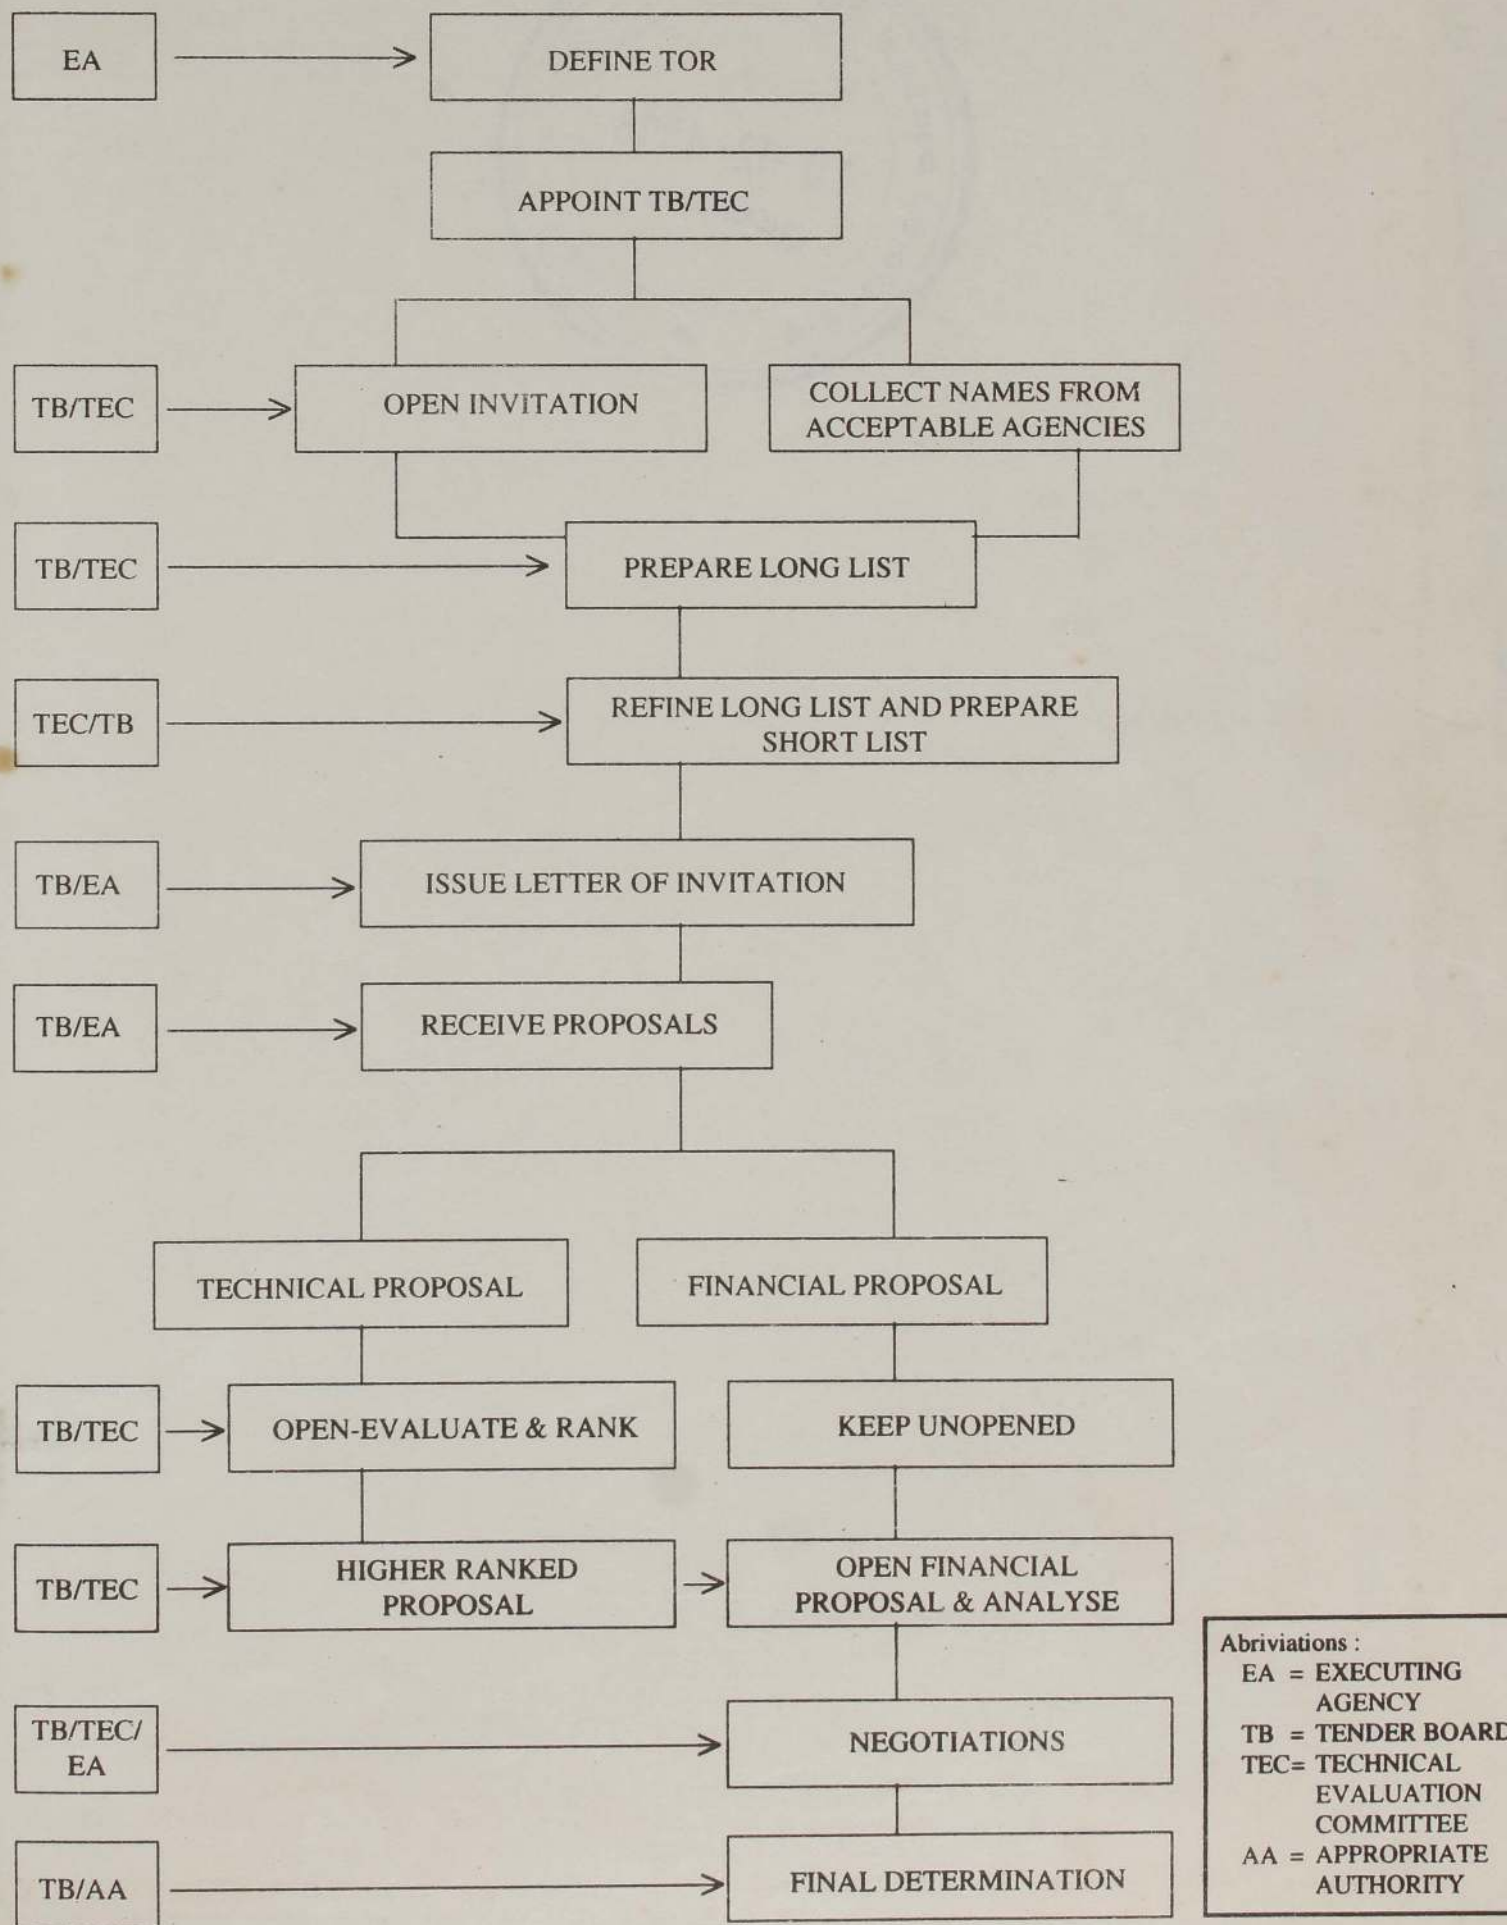 EA
DEFINE TOR
APPOINT TB/TEC
TB/TEC
OPEN INVITATION
COLLECT NAMES FROM
ACCEPTABLE AGENCIES
TB/TEC
PREPARE LONG LIST
TEC/TB
REFINE LONG LIST AND PREPARE
SHORT LIST
TB/EA
ISSUE LETTER OF INVITATION
TB/EA
RECEIVE PROPOSALS
TECHNICAL PROPOSAL
FINANCIAL PROPOSAL
TB/TEC
OPEN-EVALUATE & RANK
KEEP UNOPENED
TB/TEC
HIGHER RANKED
PROPOSAL
OPEN FINANCIAL
PROPOSAL & ANALYSE
TB/TEC/
EA
NEGOTIATIONS
TB/AA
FINAL DETERMINATION
Abriviations :
EA = EXECUTING
AGENCY
TB = TENDER BOARD
TEC= TECHNICAL
EVALUATION
COMMITTEE
AA = APPROPRIATE
AUTHORITY